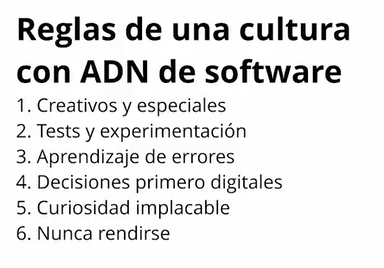 Reglas de una cultura
con ADN de software
1. Creativos y especiales
2. Tests y experimentación
3. Aprendizaje de errores
4. Decisiones primero digitales
5. Curiosidad implacable
6. Nunca rendirse